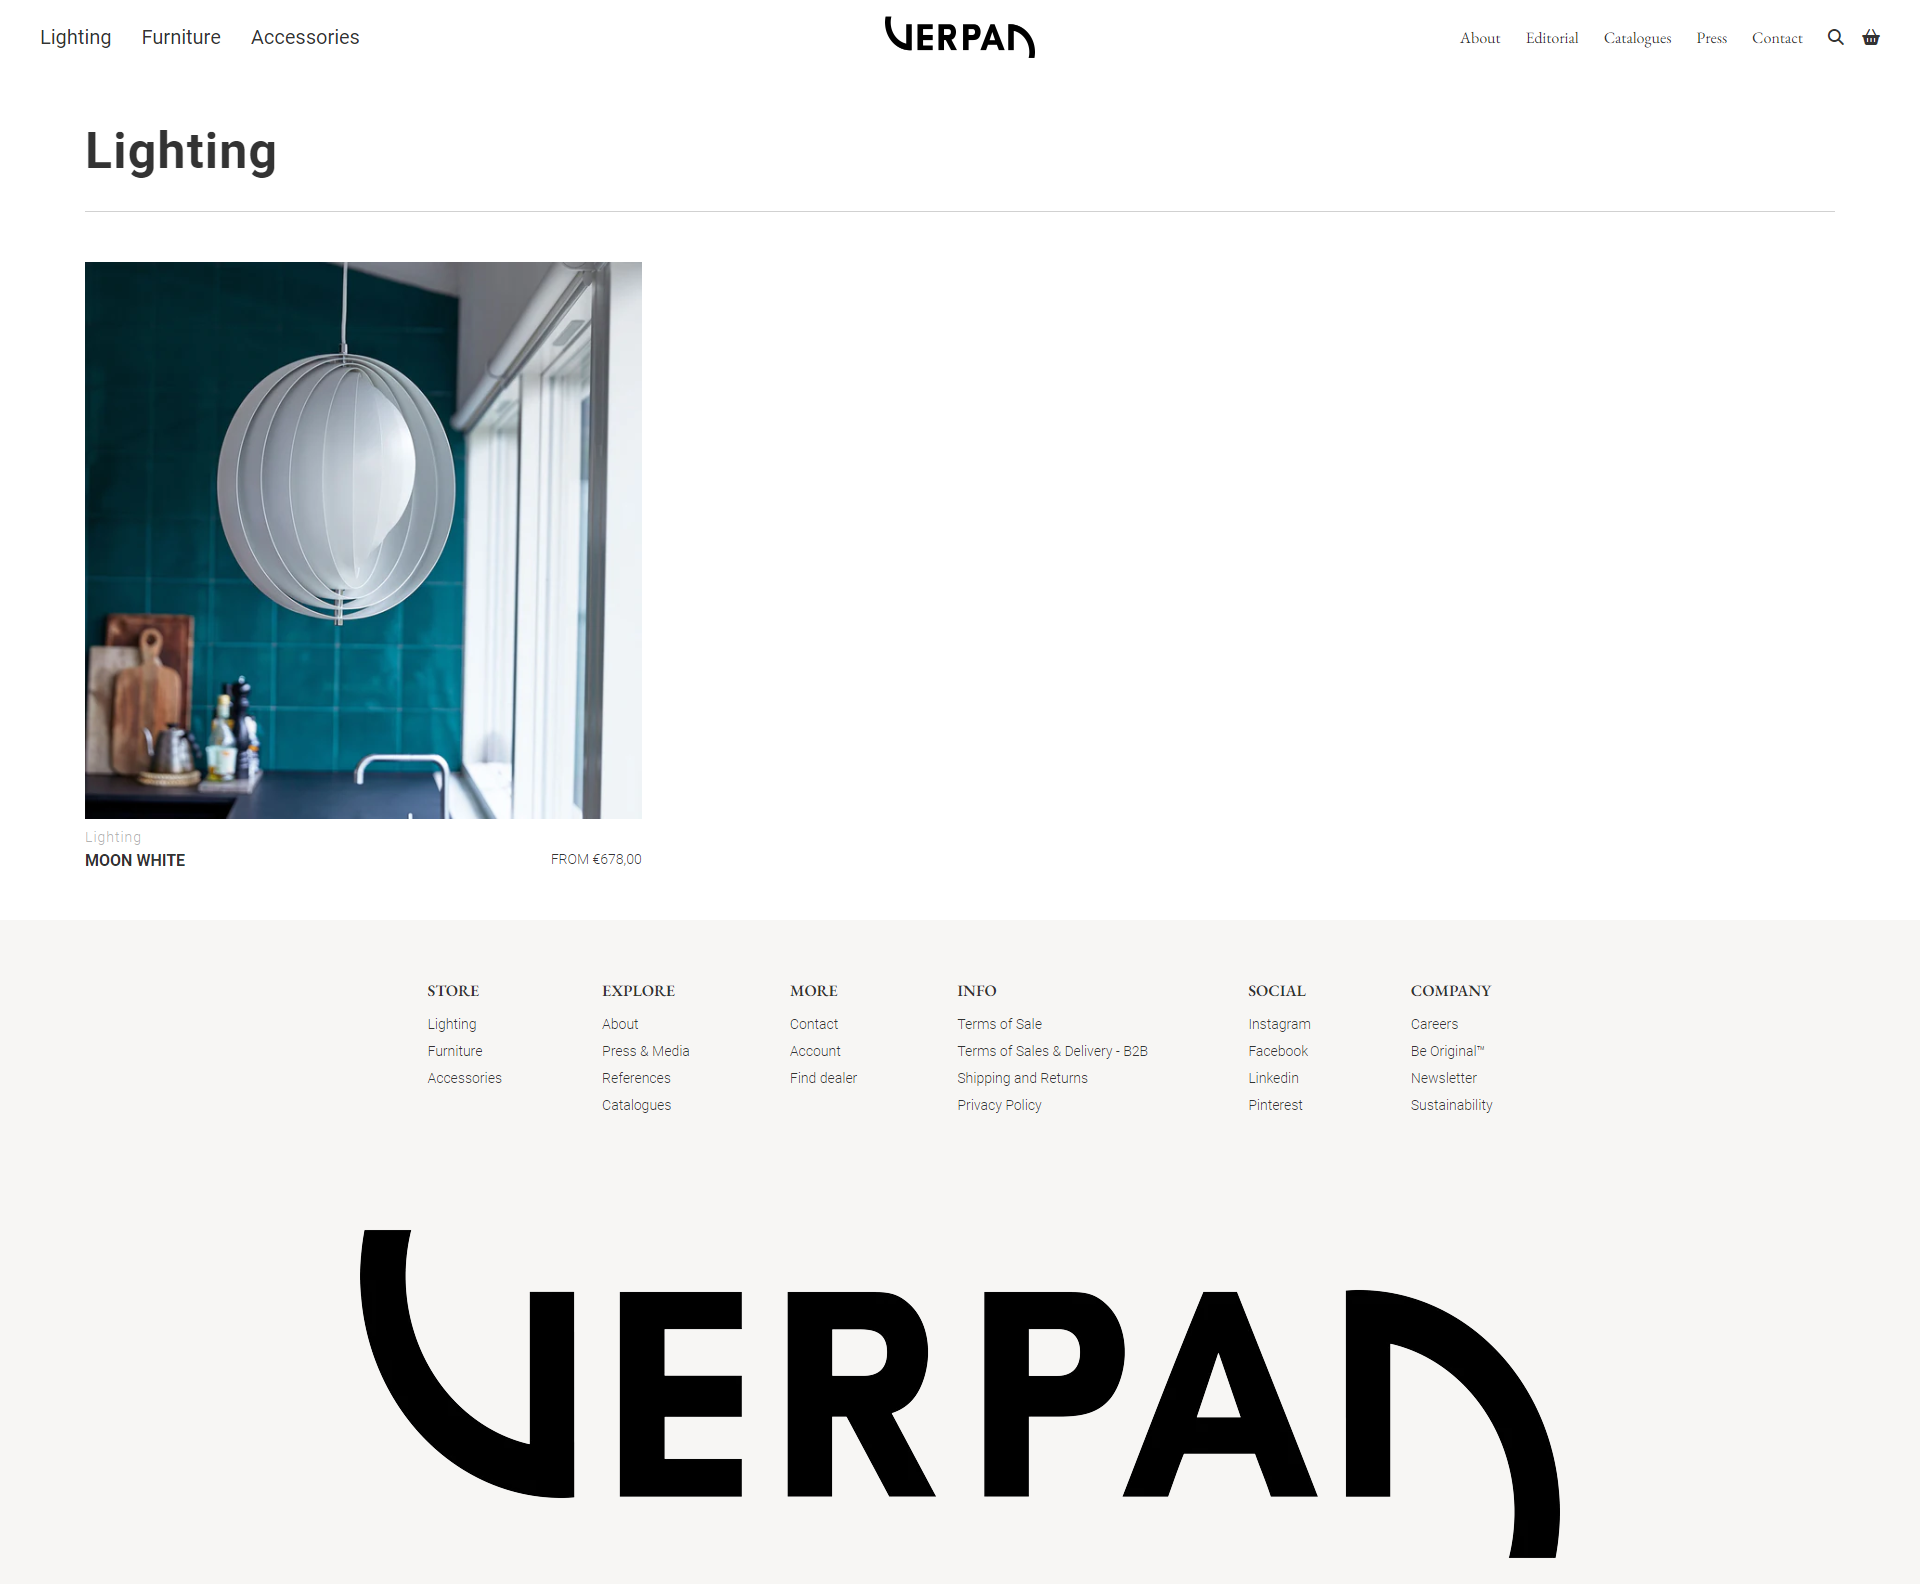 Lighting Furniture Accessories
VERPAN
About Editorial Catalogues Press Contact
Lighting
Lighting
MOON WHITE FROM €678,00
STORE
Lighting
Furniture
Accessories
EXPLORE
About
Press & Media
References
Catalogues
MORE
Contact
Account
Find dealer
INFO
Terms of Sale
Terms of Sales & Delivery - B2B
Shipping and Returns
Privacy Policy
SOCIAL
Instagram
Facebook
Linkedin
Pinterest
COMPANY
Careers
Be Original™
Newsletter
Sustainability
VERPAN